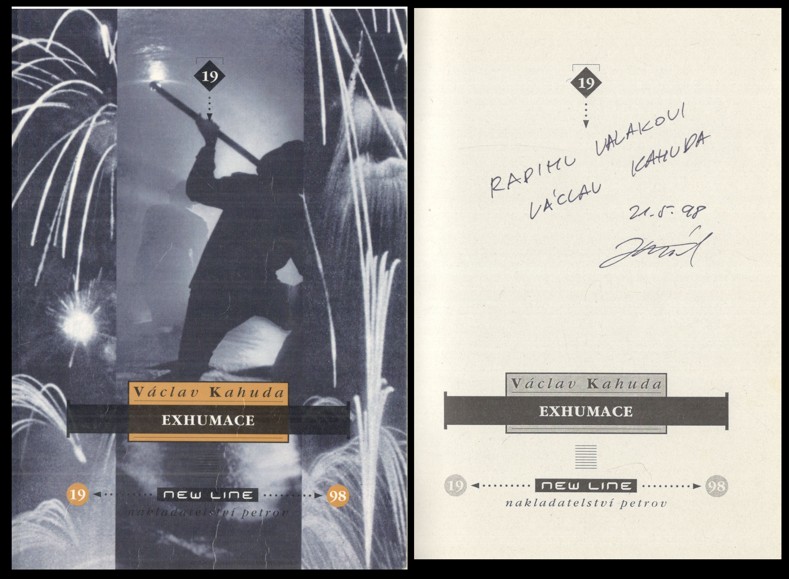 19
Václav Kahuda
EXHUMACE
19 NEW LINE 98
nakladatelství petrov
19
RADIMU VALAKOVI
VÁCLAV KAHUDA
21.5.98
Václav Kahuda
EXHUMACE
19 NEW LINE 98
nakladatelství petrov